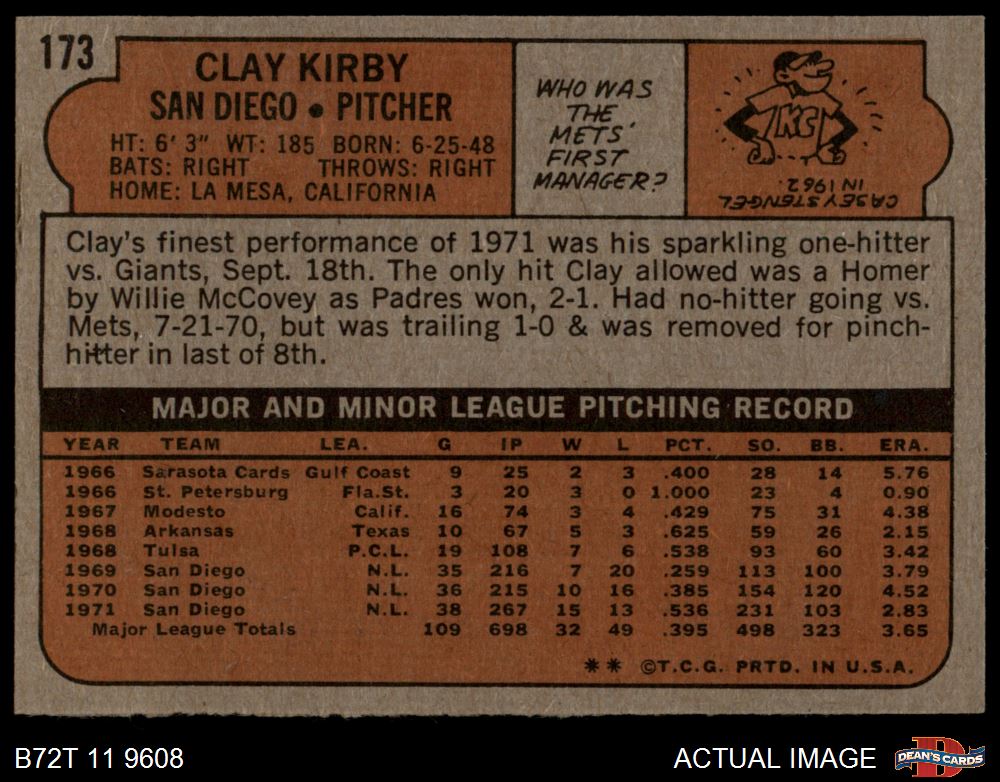 173
CLAY KIRBY
SAN DIEGO • PITCHER
HT: 6' 3" WT: 185 BORN: 6-25-48
BATS: RIGHT THROWS: RIGHT
HOME: LA MESA, CALIFORNIA
WHO WAS
THE
METS'
FIRST
MANAGER?
KC
CASEY STENGEL
IN 1962.
Clay's finest performance of 1971 was his sparkling one-hitter
vs. Giants, Sept. 18th. The only hit Clay allowed was a Homer
by Willie McCovey as Padres won, 2-1. Had no-hitter going vs.
Mets, 7-21-70, but was trailing 1-0 & was removed for pinch-
hitter in last of 8th.
MAJOR AND MINOR LEAGUE PITCHING RECORD
YEAR TEAM LEA. G IP W L PCT. SO. BB. ERA.
1966 Sarasota Cards Gulf Coast 9 25 2 3 .400 28 14 5.76
1966 St. Petersburg Fla.St. 3 20 3 0 1.000 23 4 0.90
1967 Modesto Calif. 16 74 3 4 .429 75 31 4.38
1968 Arkansas Texas 10 67 5 3 .625 59 26 2.15
1968 Tulsa P.C.L. 19 108 7 6 .538 93 60 3.42
1969 San Diego N.L. 35 216 7 20 .259 113 100 3.79
1970 San Diego N.L. 36 215 10 16 .385 154 120 4.52
1971 San Diego N.L. 38 267 15 13 .536 231 103 2.83
Major League Totals 109 698 32 49 .395 498 323 3.65
** ©T.C.G. PRTD. IN U.S.A.
B72T 11 9608
ACTUAL IMAGE
D
DEAN'S CARDS